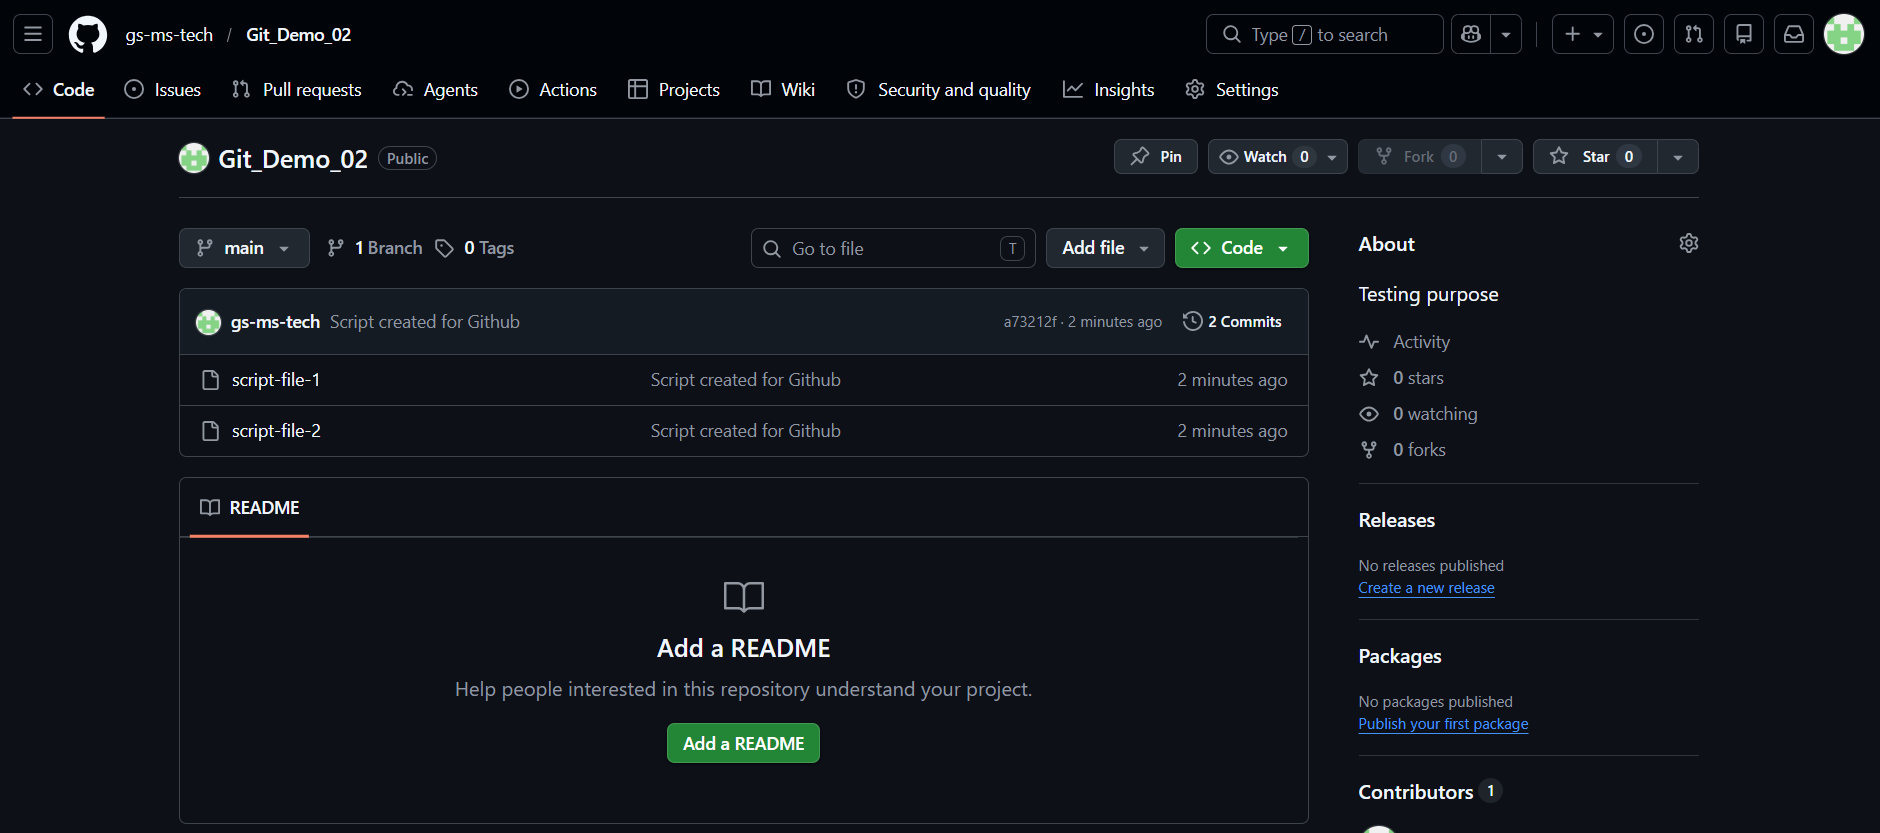 gs-ms-tech / Git_Demo_02
Type / to search
Code Issues Pull requests Agents Actions Projects Wiki Security and quality Insights Settings
Git_Demo_02 Public
Pin Watch 0 Fork 0 Star 0
main 1 Branch 0 Tags Go to file T Add file Code
gs-ms-tech Script created for Github a73212f · 2 minutes ago 2 Commits
script-file-1 Script created for Github 2 minutes ago
script-file-2 Script created for Github 2 minutes ago
README
Add a README
Help people interested in this repository understand your project.
Add a README
About
Testing purpose
Activity
0 stars
0 watching
0 forks
Releases
No releases published
Create a new release
Packages
No packages published
Publish your first package
Contributors 1